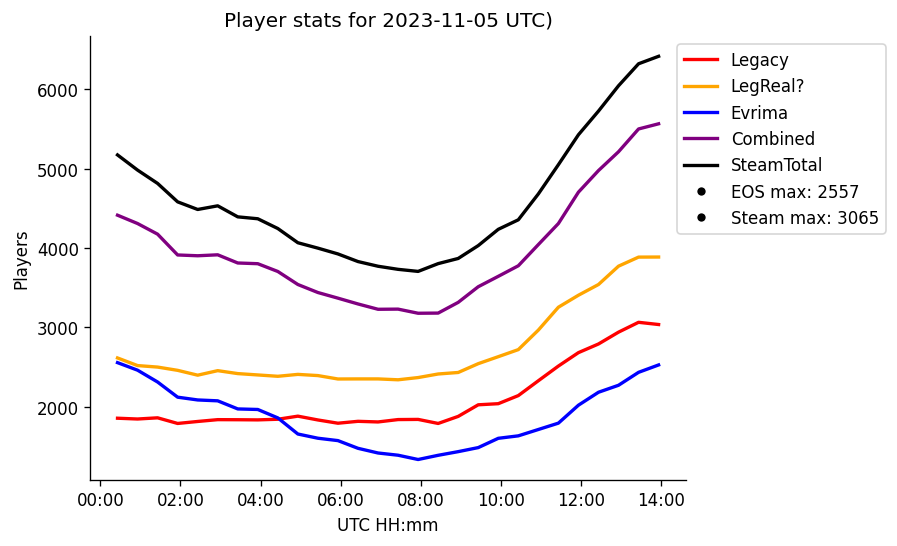 Player stats for 2023-11-05 UTC)
Players
6000
5000
4000
3000
2000
00:00 02:00 04:00 06:00 08:00 10:00 12:00 14:00
UTC HH:mm
Legacy
LegReal?
Evrima
Combined
SteamTotal
EOS max: 2557
Steam max: 3065